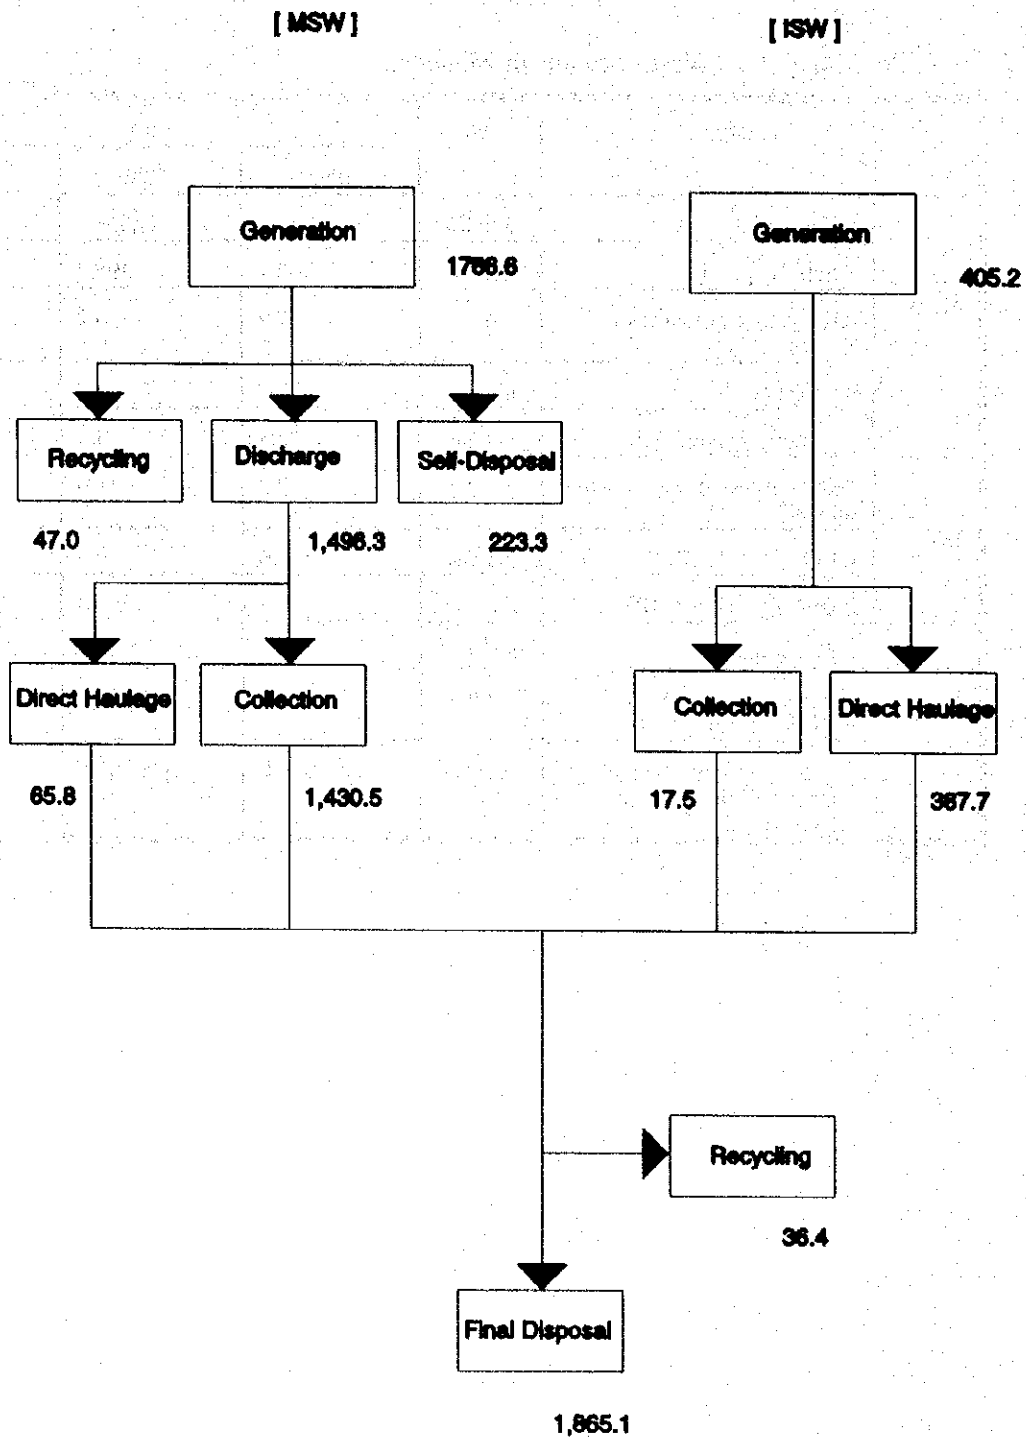 [ MSW ]
[ ISW ]
Generation
1766.6
Generation
405.2
Recycling
Discharge
Self-Disposal
47.0
1,496.3
223.3
Direct Haulage
Collection
65.8
1,430.5
Collection
Direct Haulage
17.5
387.7
Recycling
36.4
Final Disposal
1,865.1